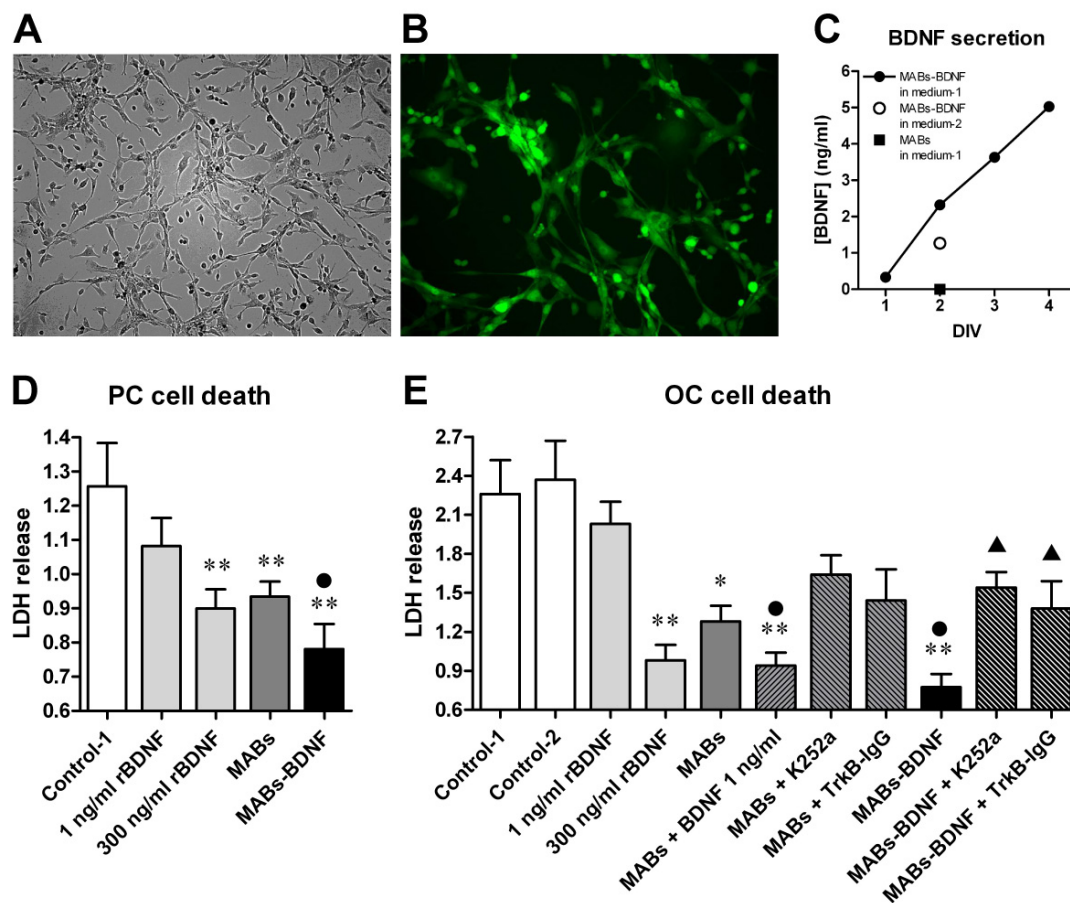 A
B
C
BDNF secretion
MABs-BDNF
in medium-1
MABs-BDNF
in medium-2
MABs
in medium-1
[BDNF] (ng/ml)
6
5
4
3
2
1
0
1 2 3 4
DIV
D
PC cell death
LDH release
1.4
1.3
1.2
1.1
1.0
0.9
0.8
0.7
0.6
** ** **
Control-1
1 ng/ml rBDNF
300 ng/ml rBDNF
MABs
MABs-BDNF
E
OC cell death
LDH release
2.7
2.4
2.1
1.8
1.5
1.2
0.9
0.6
** * ** **
Control-1
Control-2
1 ng/ml rBDNF
300 ng/ml rBDNF
MABs
MABs + BDNF 1 ng/ml
MABs + K252a
MABs + TrkB-IgG
MABs-BDNF
MABs-BDNF + K252a
MABs-BDNF + TrkB-IgG